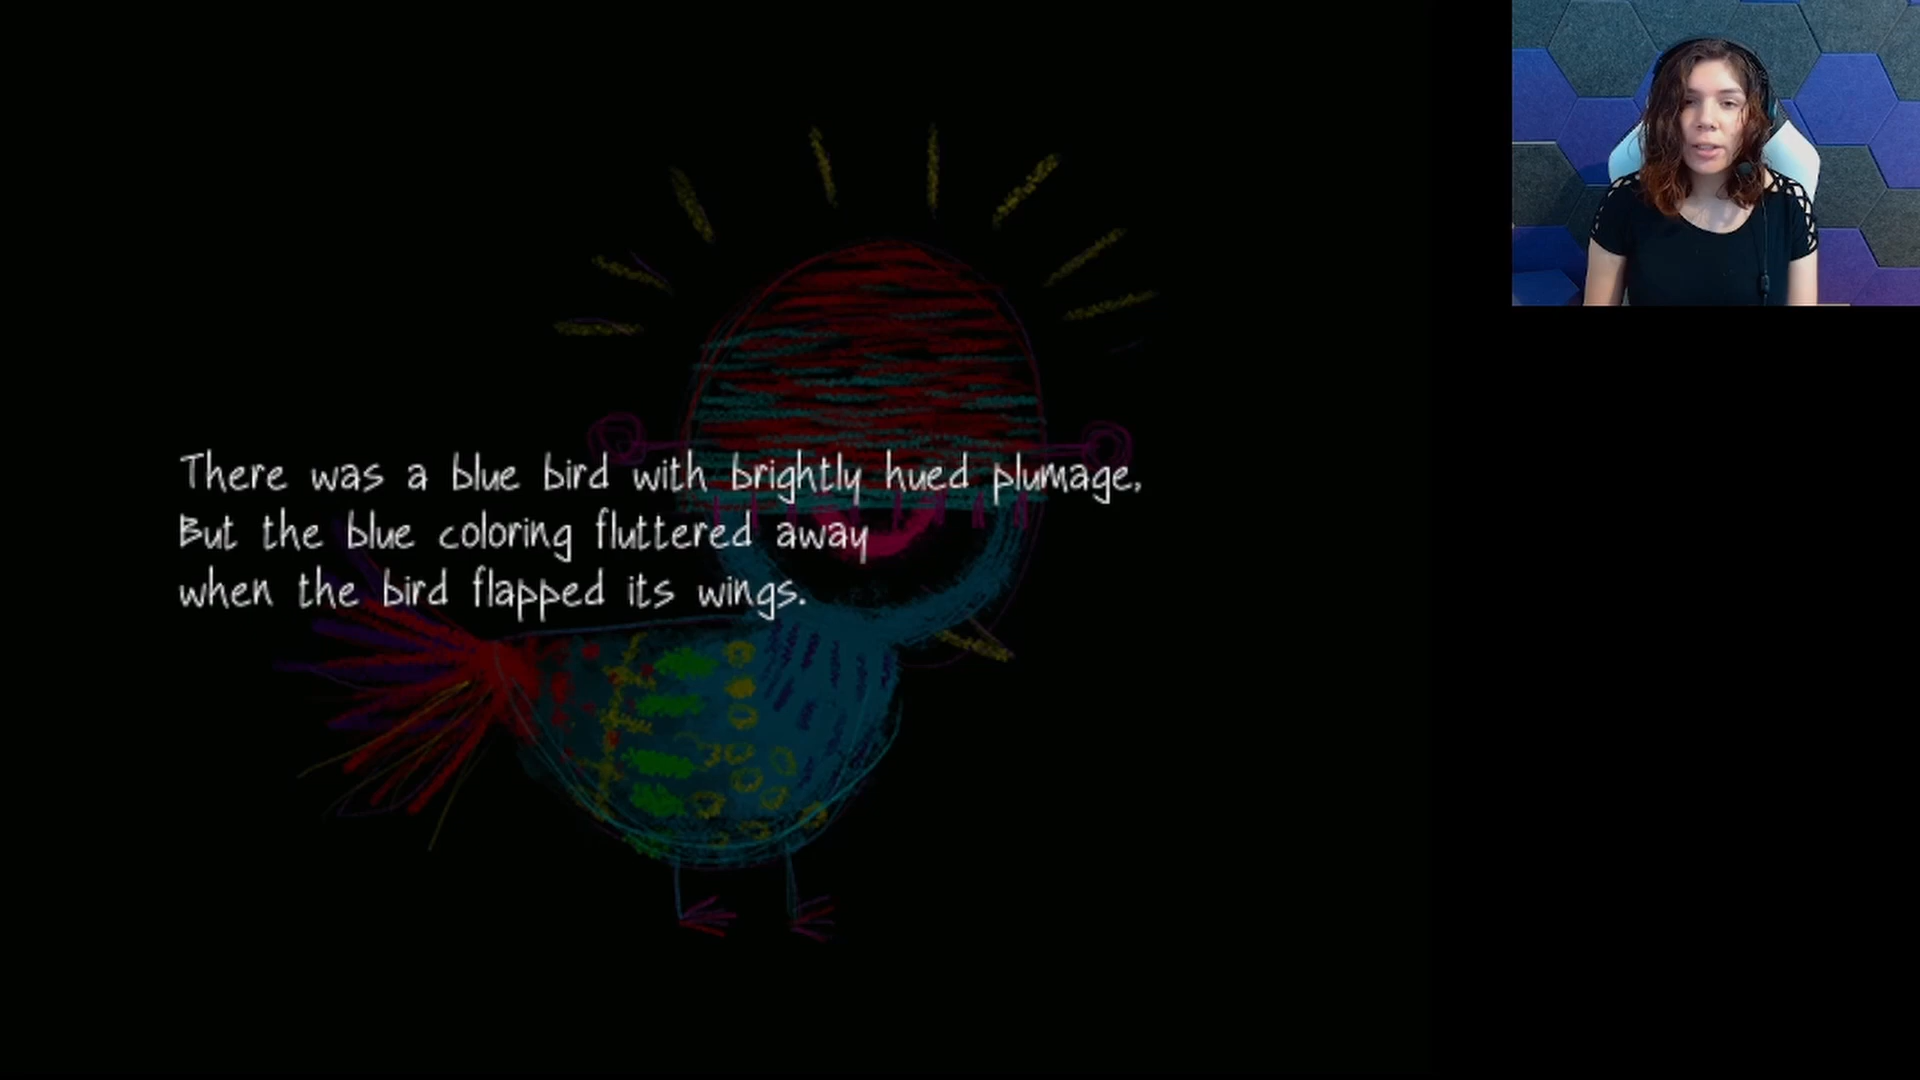 There was a blue bird with brightly hued plumage,
But the blue coloring fluttered away
when the bird flapped its wings.